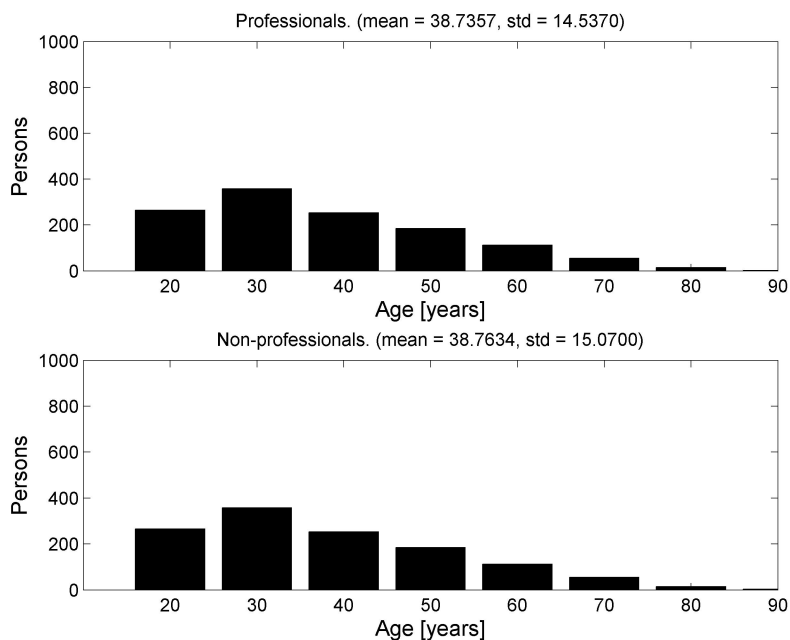 Professionals. (mean = 38.7357, std = 14.5370)
1000
800
600
400
200
0
Persons
20 30 40 50 60 70 80 90
Age [years]
Non-professionals. (mean = 38.7634, std = 15.0700)
1000
800
600
400
200
0
Persons
20 30 40 50 60 70 80 90
Age [years]